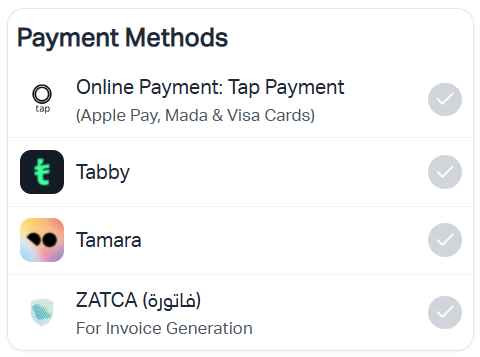 Payment Methods
Online Payment: Tap Payment
tap
(Apple Pay, Mada & Visa Cards)
Tabby
Tamara
ZATCA (فاتورة)
For Invoice Generation